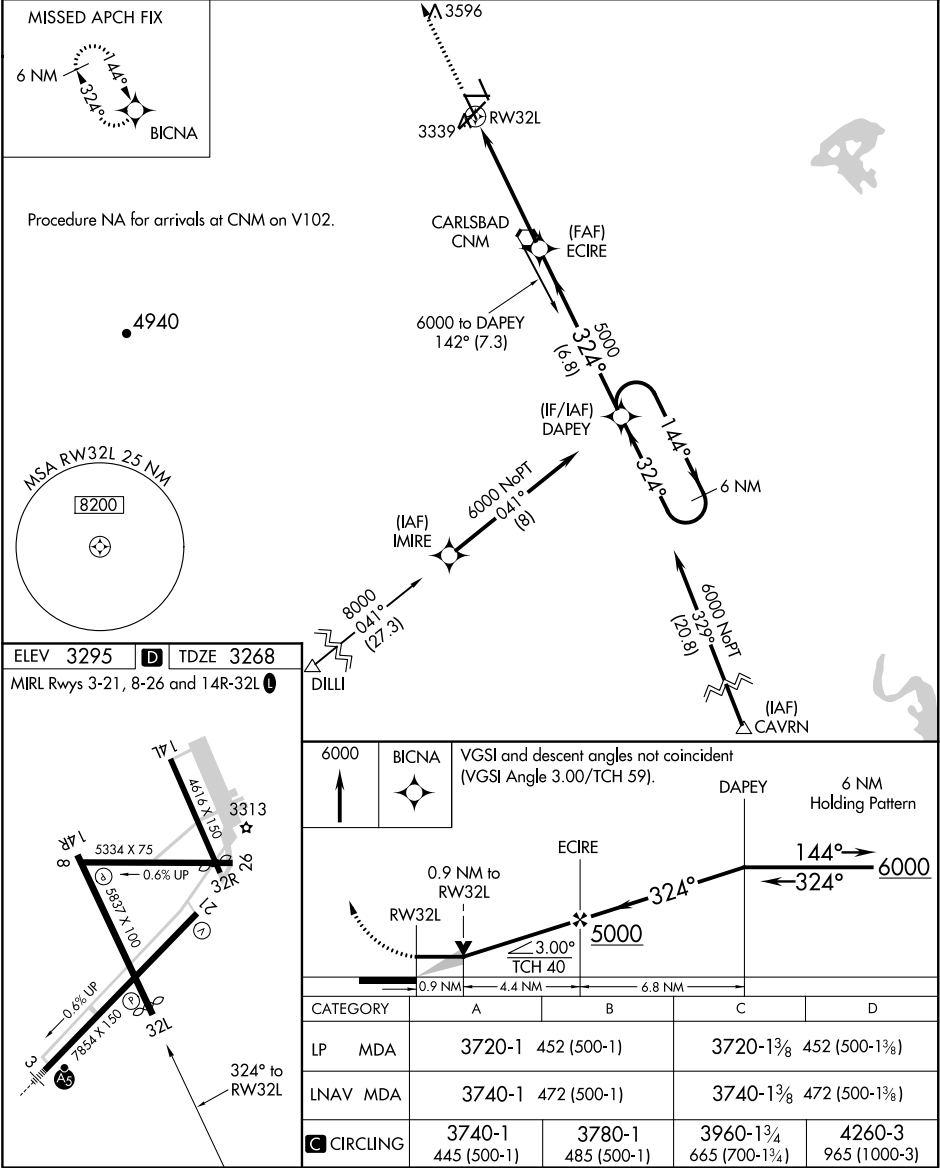 MISSED APCH FIX
6 NM
144°
324°
BICNA
3596
RW32L
3339
Procedure NA for arrivals at CNM on V102.
CARLSBAD
CNM
(FAF)
ECIRE
4940
6000 to DAPEY
142° (7.3)
5000
324°
(6.8)
(IF/IAF)
DAPEY
144°
324°
6 NM
MSA RW32L 25 NM
8200
6000 NoPT
041°
(8)
(IAF)
IMIRE
8000
041°
(27.3)
DILLI
6000 NoPT
329°
(20.8)
(IAF)
CAVRN
ELEV 3295
D
TDZE 3268
MIRL Rwys 3-21, 8-26 and 14R-32L L
14L
4616 X 150
3313
14R
8
5334 X 75
0.6% UP
26
32R
P
5837 X 100
21
V
0.6% UP
7854 X 150
P
32L
3
A5
324° to
RW32L
6000
BICNA
VGSI and descent angles not coincident
(VGSI Angle 3.00/TCH 59).
DAPEY
6 NM
Holding Pattern
ECIRE
144°
324°
6000
0.9 NM to
RW32L
324°
RW32L
5000
3.00°
TCH 40
0.9 NM
4.4 NM
6.8 NM
CATEGORY A B C D
LP MDA 3720-1 452 (500-1) 3720-1⅜ 452 (500-1⅜)
LNAV MDA 3740-1 472 (500-1) 3740-1⅜ 472 (500-1⅜)
C CIRCLING 3740-1 3780-1 3960-1¾ 4260-3
445 (500-1) 485 (500-1) 665 (700-1¾) 965 (1000-3)